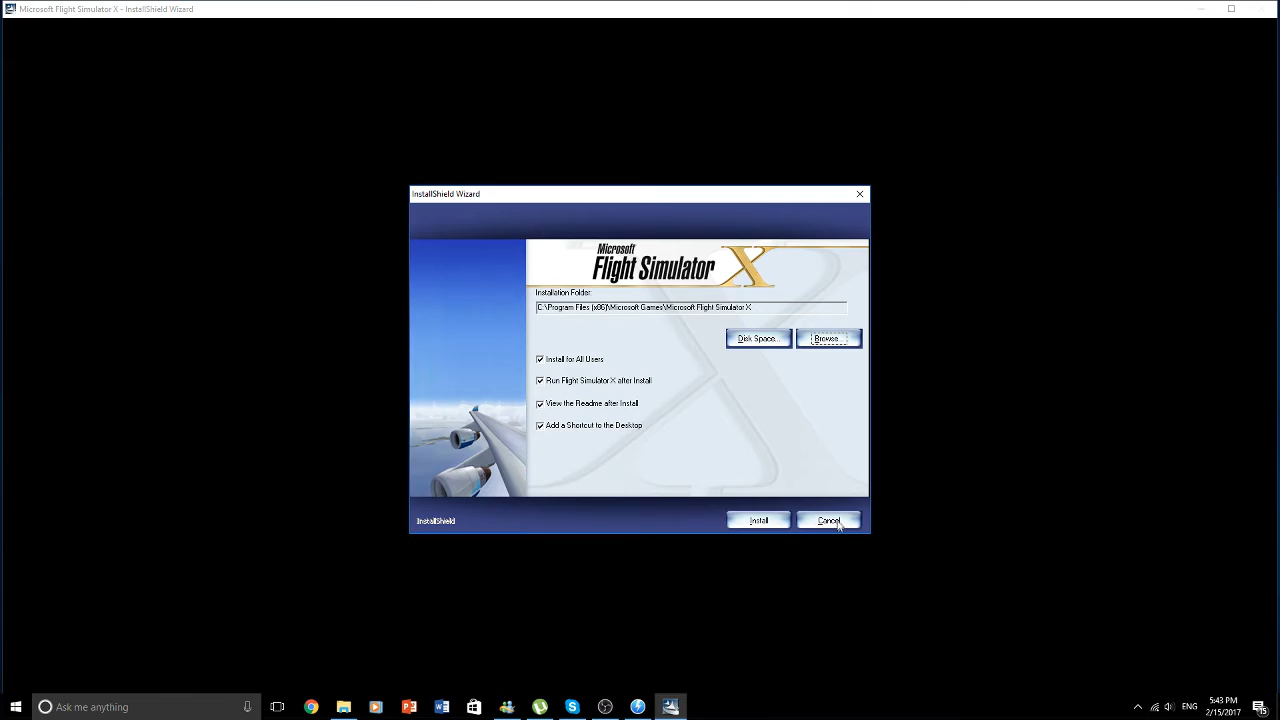 Microsoft Flight Simulator X - InstallShield Wizard
InstallShield Wizard
Microsoft
Flight Simulator X
Installation Folder:
C:\Program Files (x86)\Microsoft Games\Microsoft Flight Simulator X
Disk Space...
Browse...
Install for All Users
Run Flight Simulator X after Install
View the Readme after Install
Add a Shortcut to the Desktop
InstallShield
Install
Cancel
Ask me anything
ENG
5:43 PM
2/15/2017
15